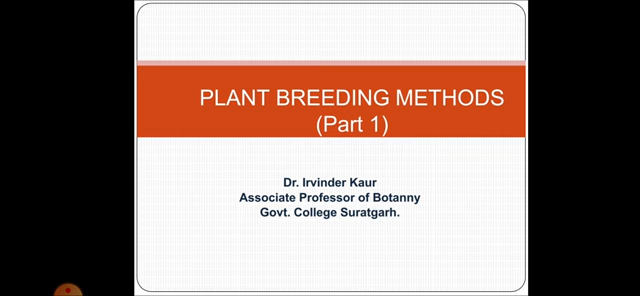 PLANT BREEDING METHODS
(Part 1)
Dr. Irvinder Kaur
Associate Professor of Botanny
Govt. College Suratgarh.